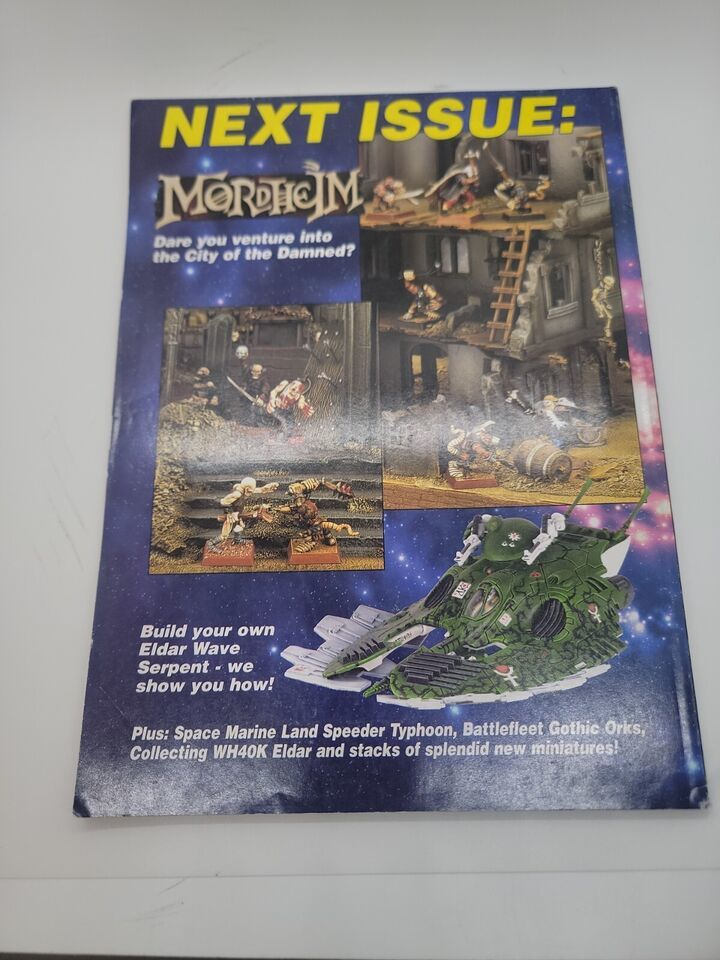 NEXT ISSUE:
MORDHEIM
Dare you venture into
the City of the Damned?
Build your own
Eldar Wave
Serpent - we
show you how!
Plus: Space Marine Land Speeder Typhoon, Battlefleet Gothic Orks,
Collecting WH40K Eldar and stacks of splendid new miniatures!